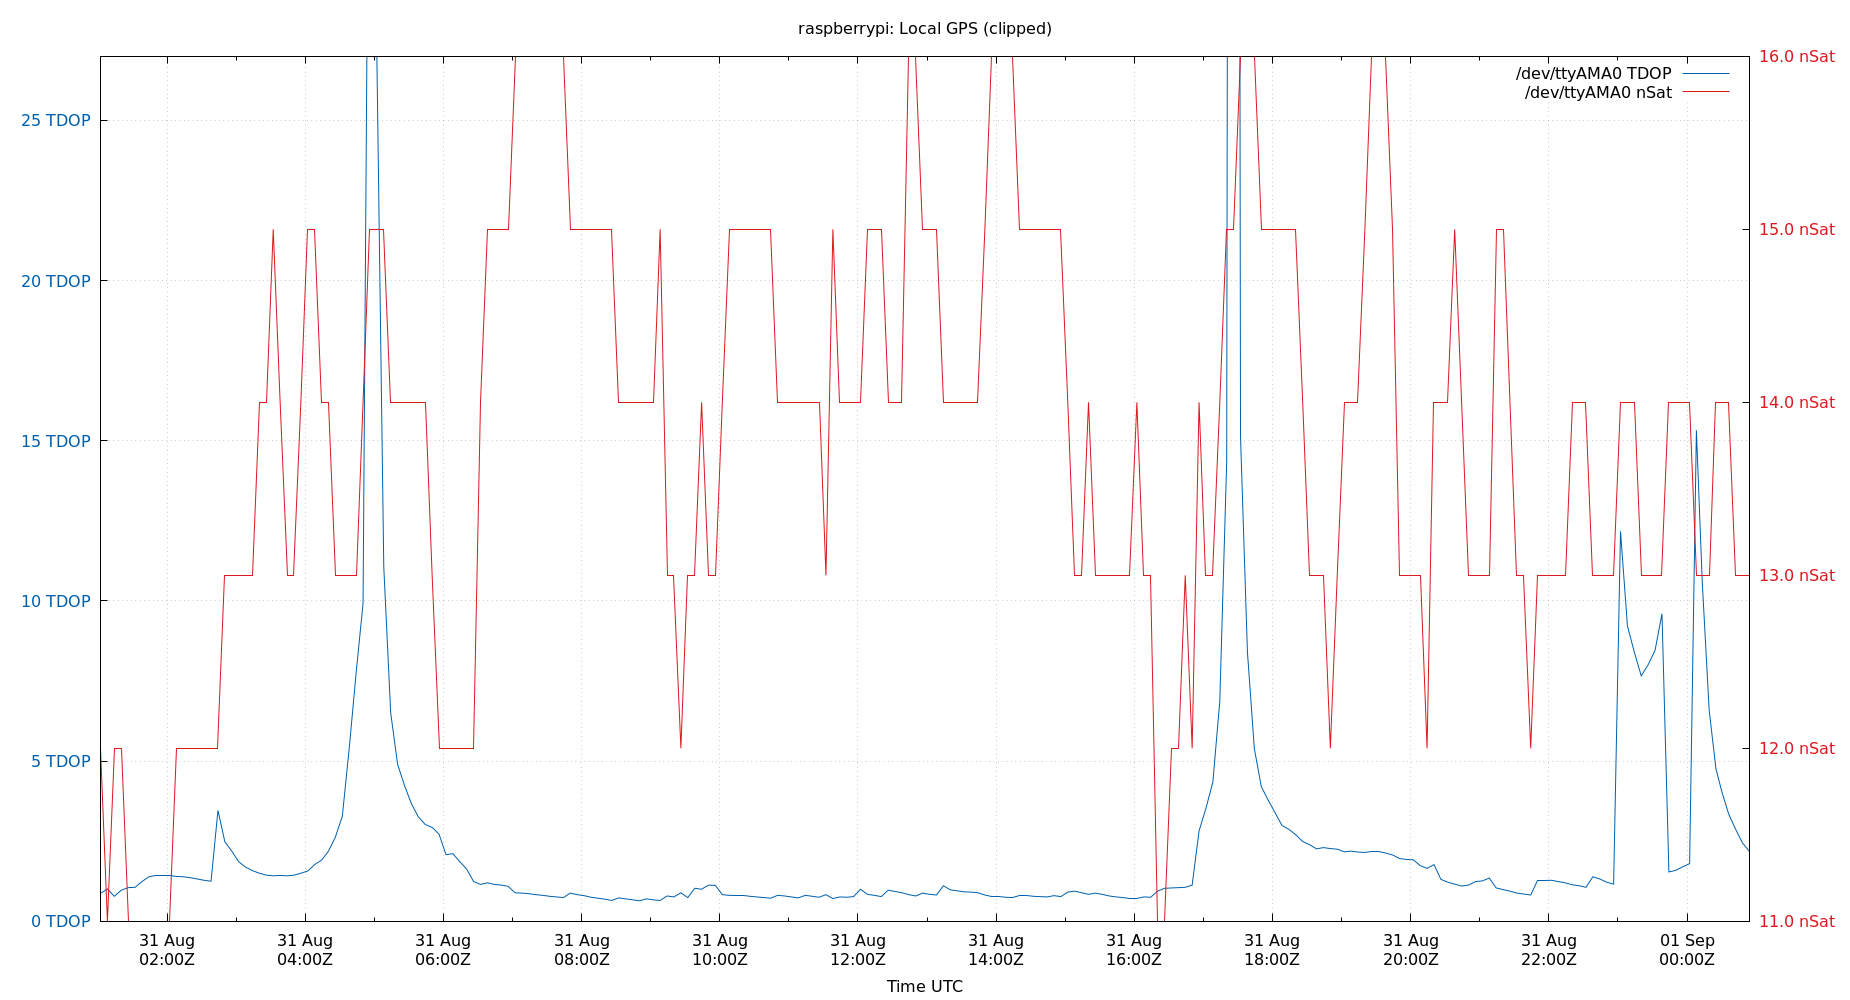 raspberrypi: Local GPS (clipped)
/dev/ttyAMA0 TDOP
/dev/ttyAMA0 nSat
25 TDOP
20 TDOP
15 TDOP
10 TDOP
5 TDOP
0 TDOP
16.0 nSat
15.0 nSat
14.0 nSat
13.0 nSat
12.0 nSat
11.0 nSat
31 Aug 31 Aug 31 Aug 31 Aug 31 Aug 31 Aug 31 Aug 31 Aug 31 Aug 31 Aug 31 Aug 01 Sep
02:00Z 04:00Z 06:00Z 08:00Z 10:00Z 12:00Z 14:00Z 16:00Z 18:00Z 20:00Z 22:00Z 00:00Z
Time UTC